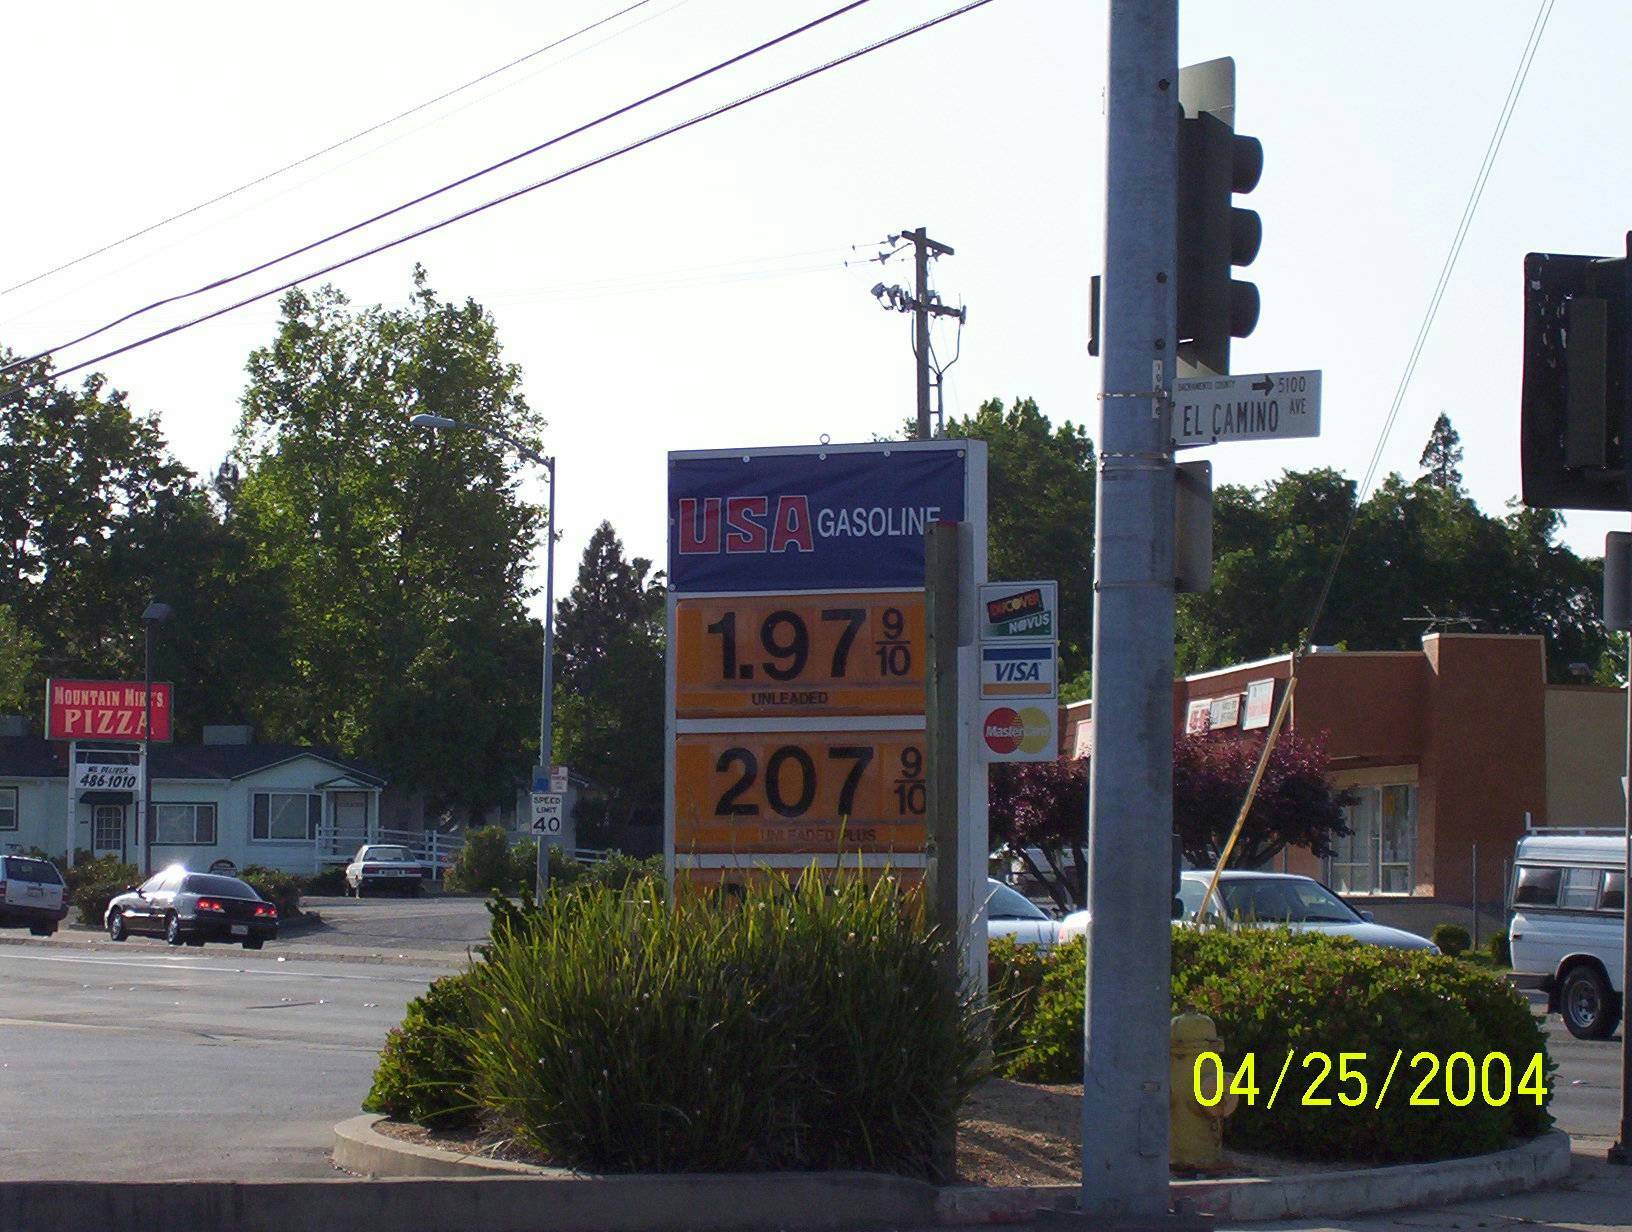 SACRAMENTO COUNTY 5100
EL CAMINO AVE
USA GASOLINE
1.97 9/10
UNLEADED
207 9/10
UNLEADED PLUS
DISCOVER
NOVUS
VISA
MasterCard
MOUNTAIN MIKE'S
PIZZA
WE DELIVER
486-1010
SPEED
LIMIT
40
04/25/2004